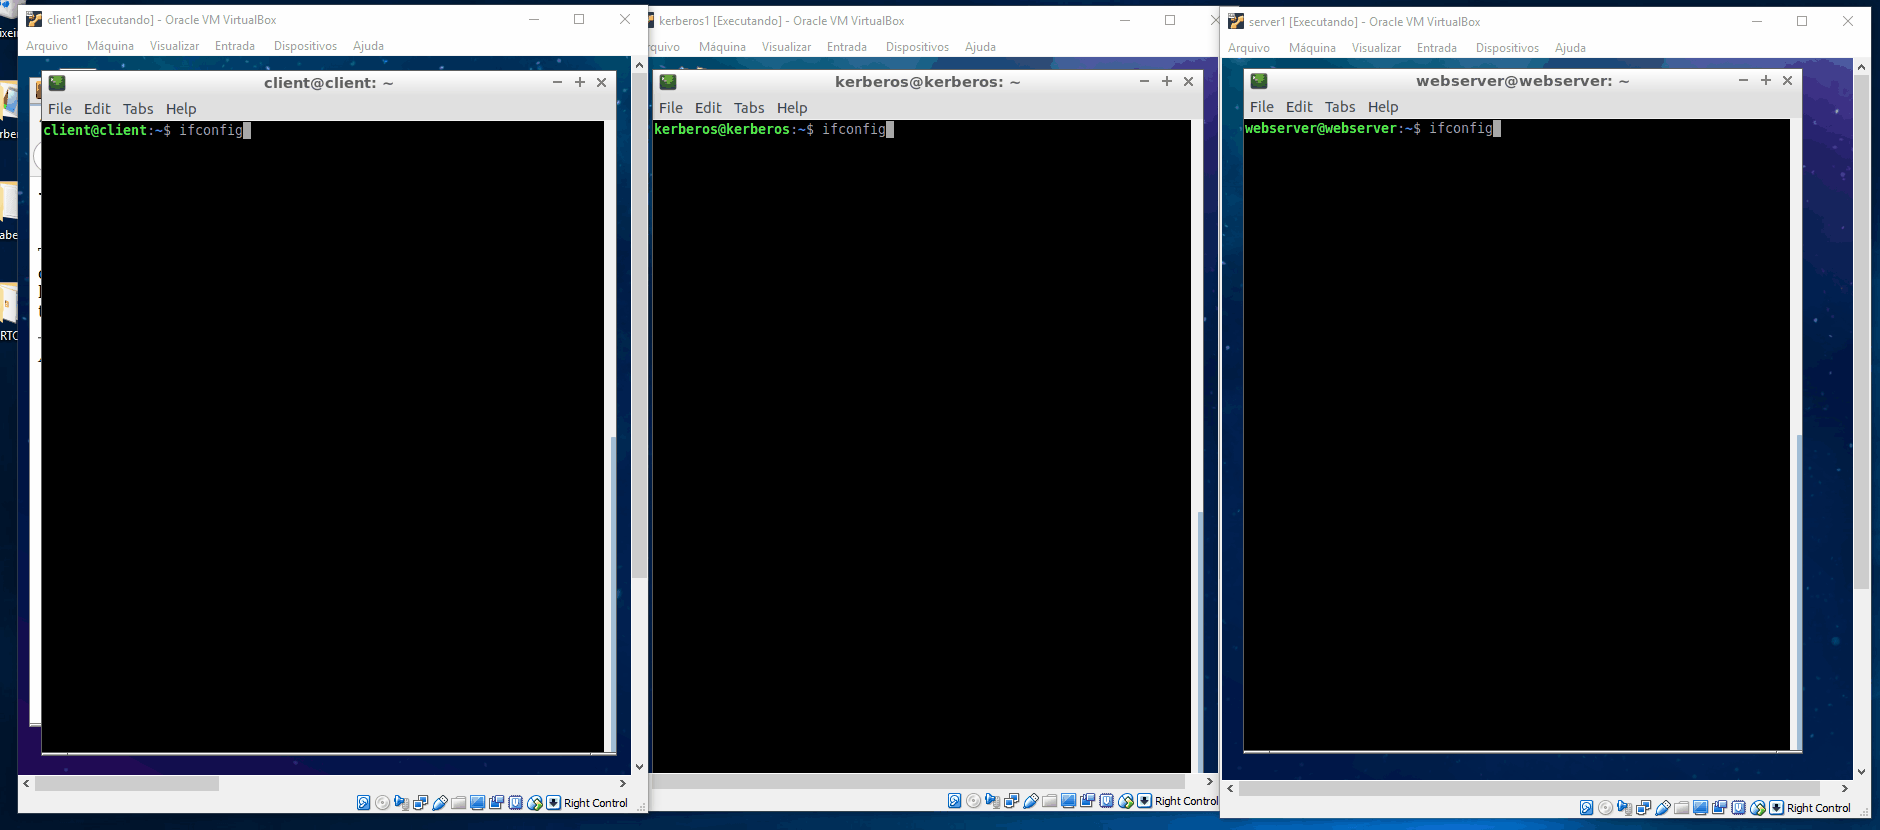 client1 [Executando] - Oracle VM VirtualBox
Arquivo Máquina Visualizar Entrada Dispositivos Ajuda
client@client: ~
File Edit Tabs Help
client@client:~$ ifconfig
Right Control
kerberos1 [Executando] - Oracle VM VirtualBox
Máquina Visualizar Entrada Dispositivos Ajuda
kerberos@kerberos: ~
File Edit Tabs Help
kerberos@kerberos:~$ ifconfig
Right Control
server1 [Executando] - Oracle VM VirtualBox
Arquivo Máquina Visualizar Entrada Dispositivos Ajuda
webserver@webserver: ~
File Edit Tabs Help
webserver@webserver:~$ ifconfig
Right Control